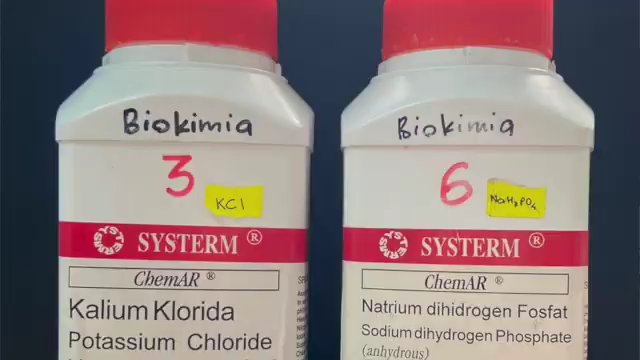 Biokimia
3
KCl
SYSTERM ®
ChemAR ®
Kalium Klorida
Potassium Chloride
Biokimia
6
NaH₂PO₄
SYSTERM ®
ChemAR ®
Natrium dihidrogen Fosfat
Sodium dihydrogen Phosphate
(anhydrous)